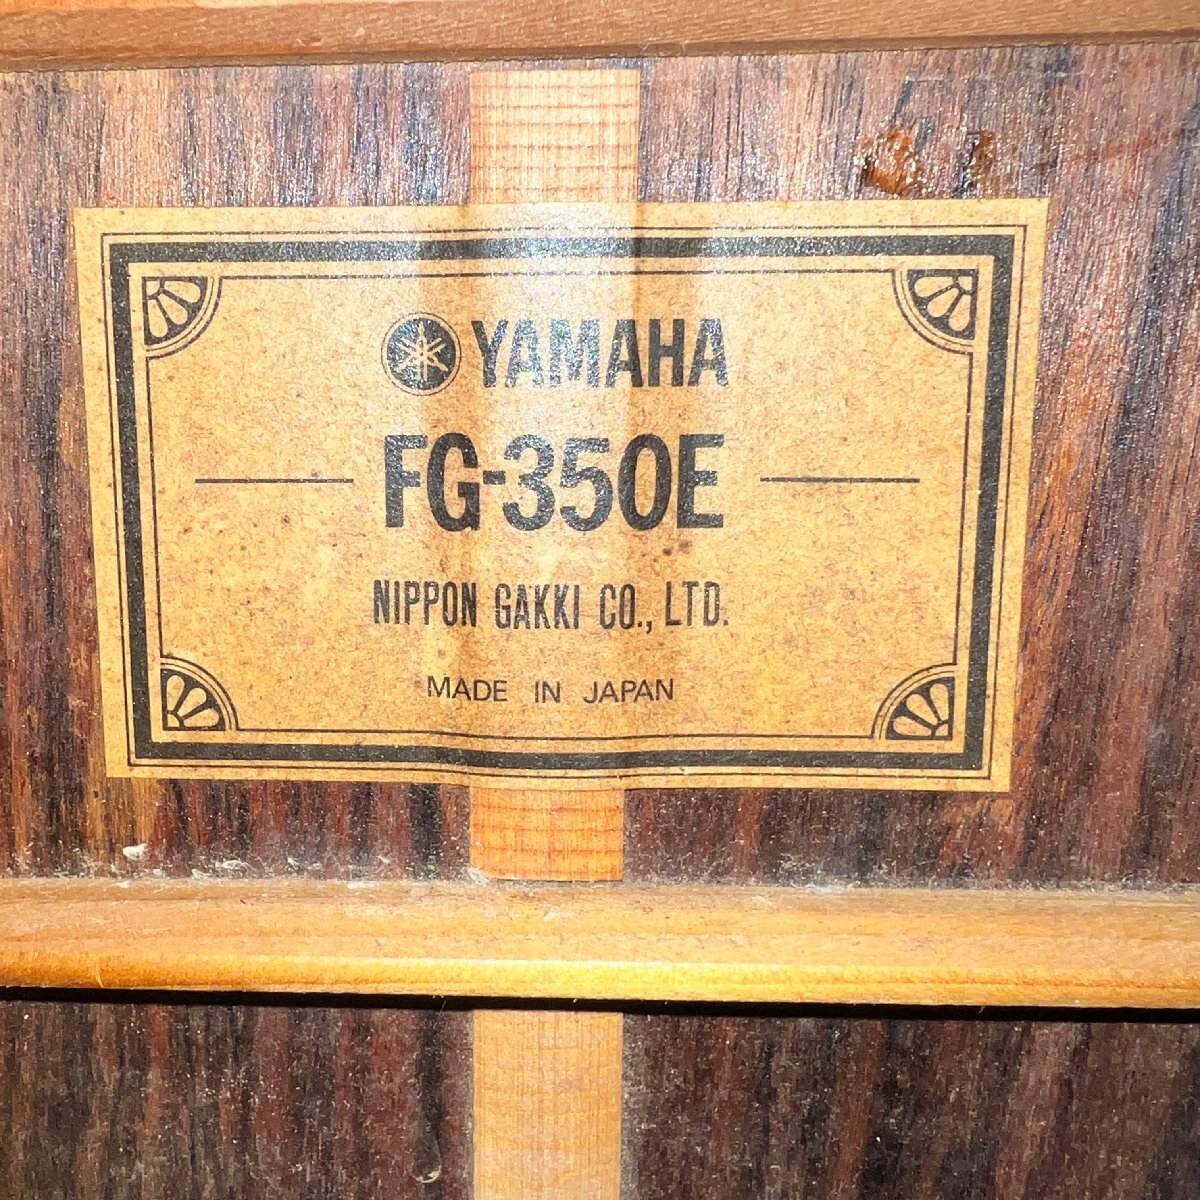 YAMAHA
FG-350E
NIPPON GAKKI CO., LTD.
MADE IN JAPAN